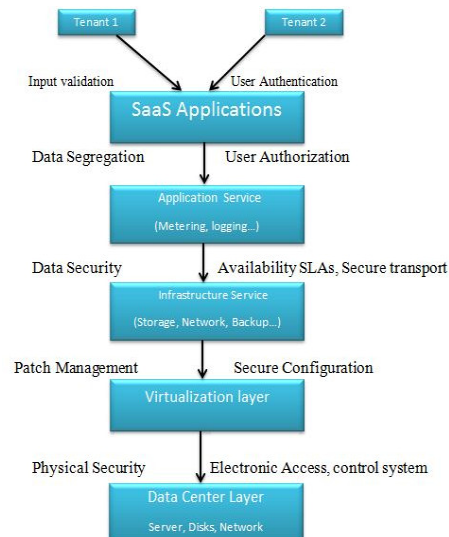 Tenant 1
Tenant 2
Input validation
User Authentication
SaaS Applications
Data Segregation
User Authorization
Application Service
(Metering, logging...)
Data Security
Availability SLAs, Secure transport
Infrastructure Service
(Storage, Network, Backup...)
Patch Management
Secure Configuration
Virtualization layer
Physical Security
Electronic Access, control system
Data Center Layer
Server, Disks, Network